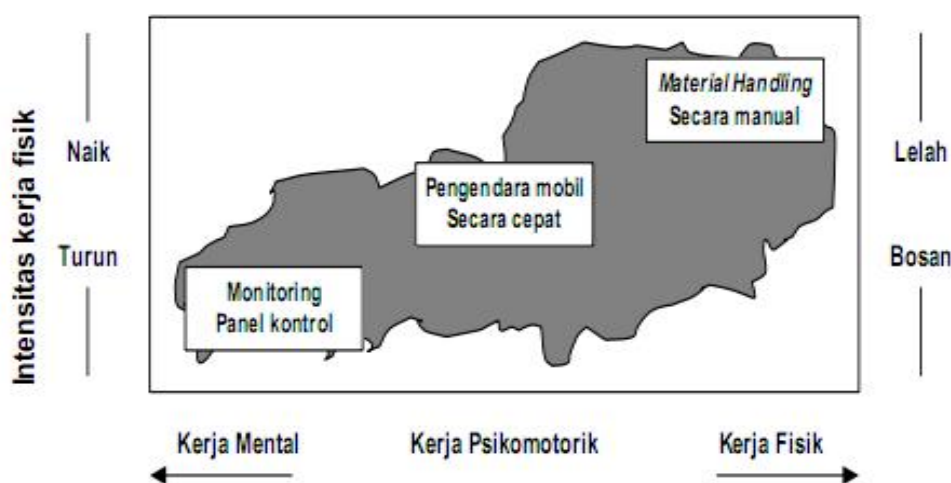 Intensitas kerja fisik
Naik
Turun
Material Handling
Secara manual
Pengendara mobil
Secara cepat
Monitoring
Panel kontrol
Lelah
Bosan
Kerja Mental
Kerja Psikomotorik
Kerja Fisik